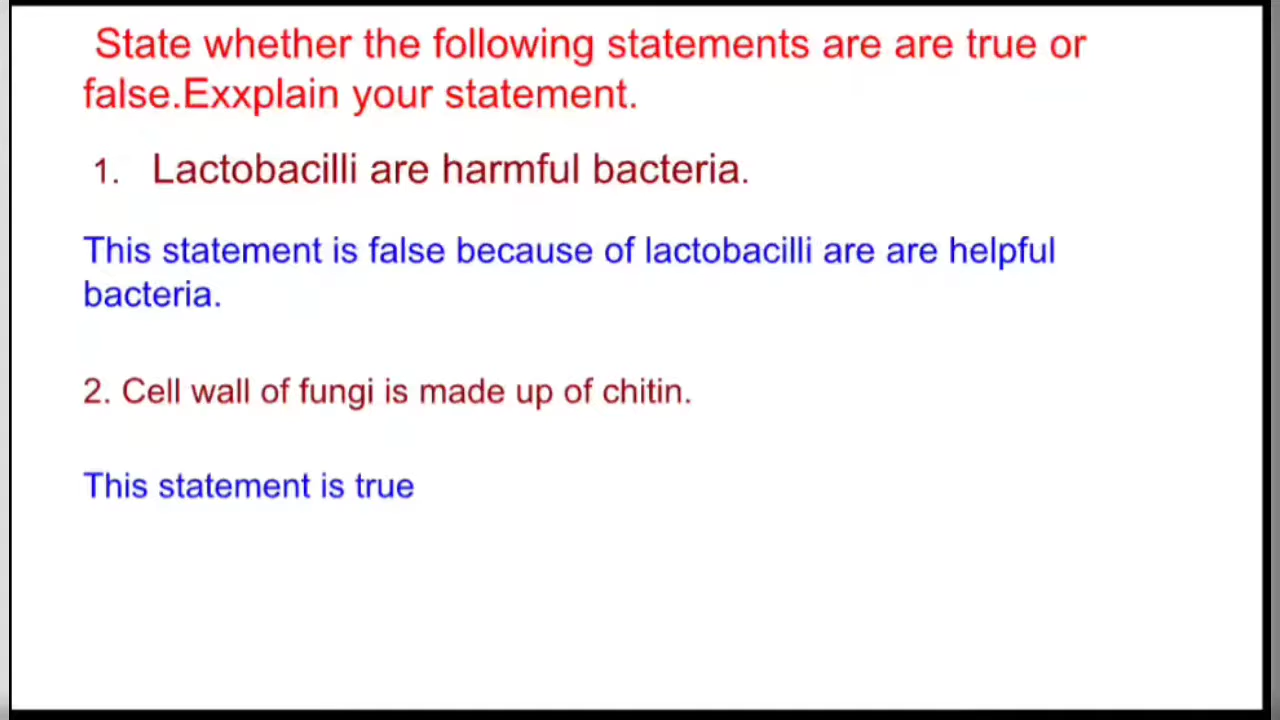 State whether the following statements are are true or
false.Exxplain your statement.
1. Lactobacilli are harmful bacteria.
This statement is false because of lactobacilli are are helpful
bacteria.
2. Cell wall of fungi is made up of chitin.
This statement is true